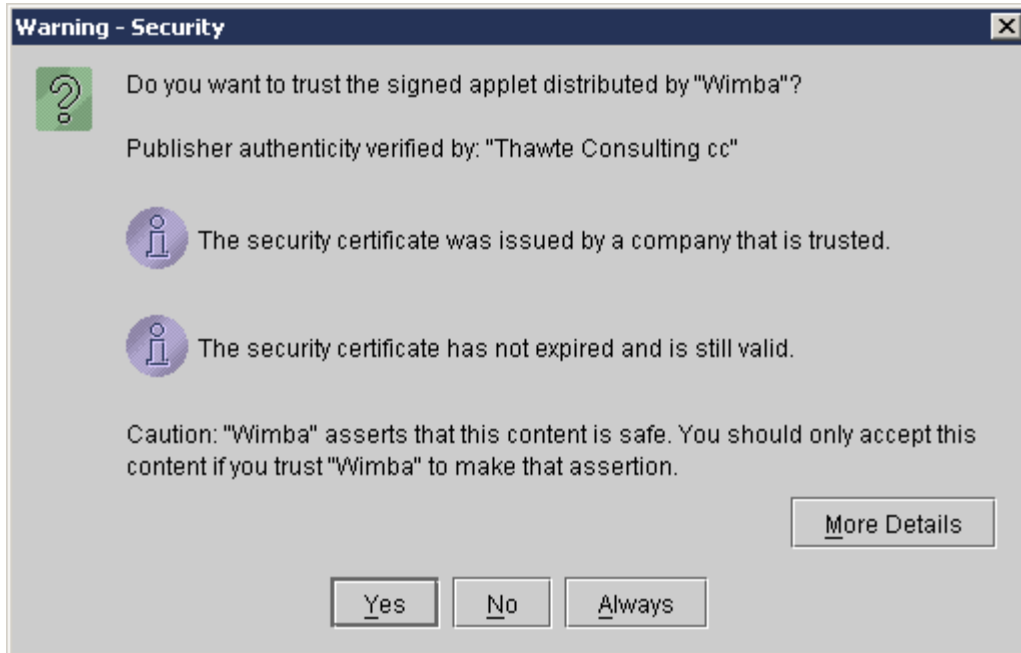 Warning - Security
Do you want to trust the signed applet distributed by "Wimba"?
Publisher authenticity verified by: "Thawte Consulting cc"
The security certificate was issued by a company that is trusted.
The security certificate has not expired and is still valid.
Caution: "Wimba" asserts that this content is safe. You should only accept this
content if you trust "Wimba" to make that assertion.
More Details
Yes No Always